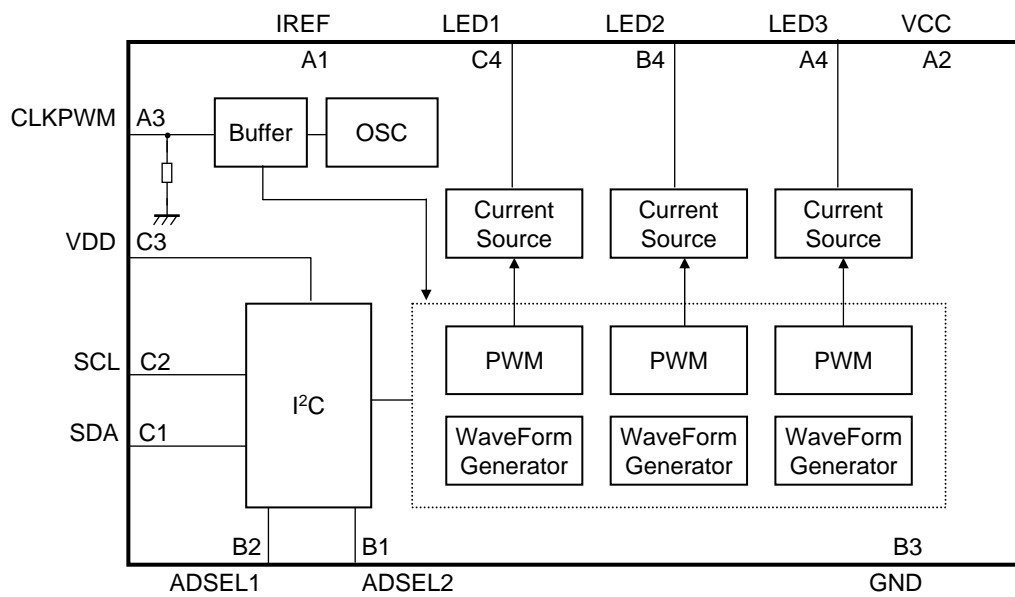 IREF LED1 LED2 LED3 VCC
A1 C4 B4 A4 A2
CLKPWM A3
Buffer OSC
Current Source
Current Source
Current Source
VDD C3
PWM PWM PWM
SCL C2
I²C
SDA C1
WaveForm Generator
WaveForm Generator
WaveForm Generator
B2 B1 B3
ADSEL1 ADSEL2 GND